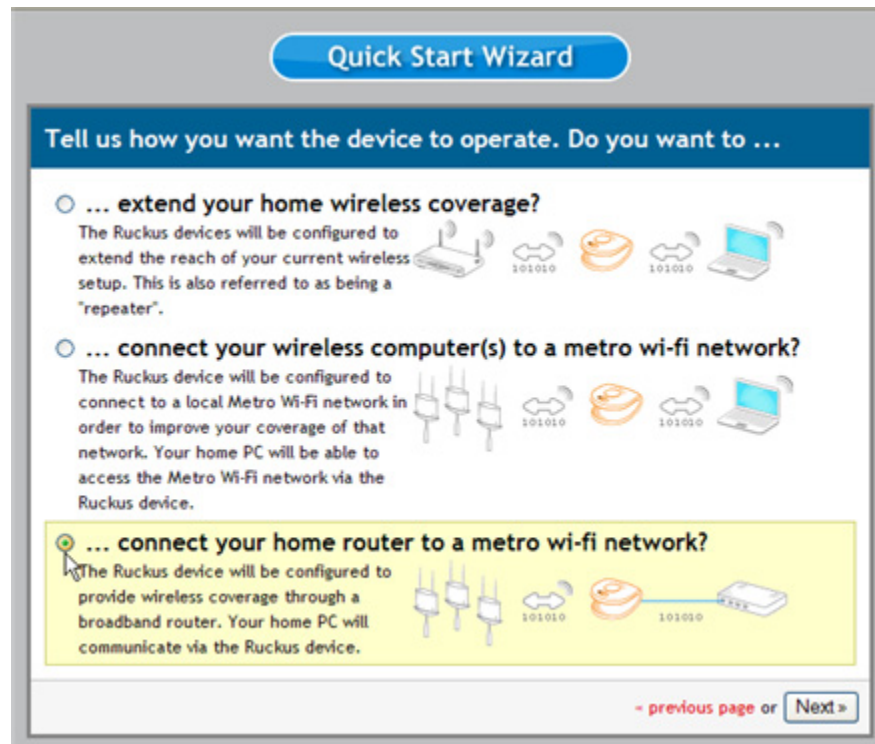 Quick Start Wizard
Tell us how you want the device to operate. Do you want to ...
... extend your home wireless coverage?
The Ruckus devices will be configured to
extend the reach of your current wireless
setup. This is also referred to as being a
"repeater".
101010
101010
... connect your wireless computer(s) to a metro wi-fi network?
The Ruckus device will be configured to
connect to a local Metro Wi-Fi network in
order to improve your coverage of that
network. Your home PC will be able to
access the Metro Wi-Fi network via the
Ruckus device.
101010
101010
... connect your home router to a metro wi-fi network?
The Ruckus device will be configured to
provide wireless coverage through a
broadband router. Your home PC will
communicate via the Ruckus device.
101010
101010
« previous page or Next »